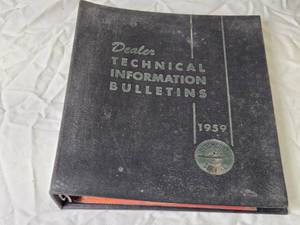 Dealer
TECHNICAL
INFORMATION
BULLETINS
1959